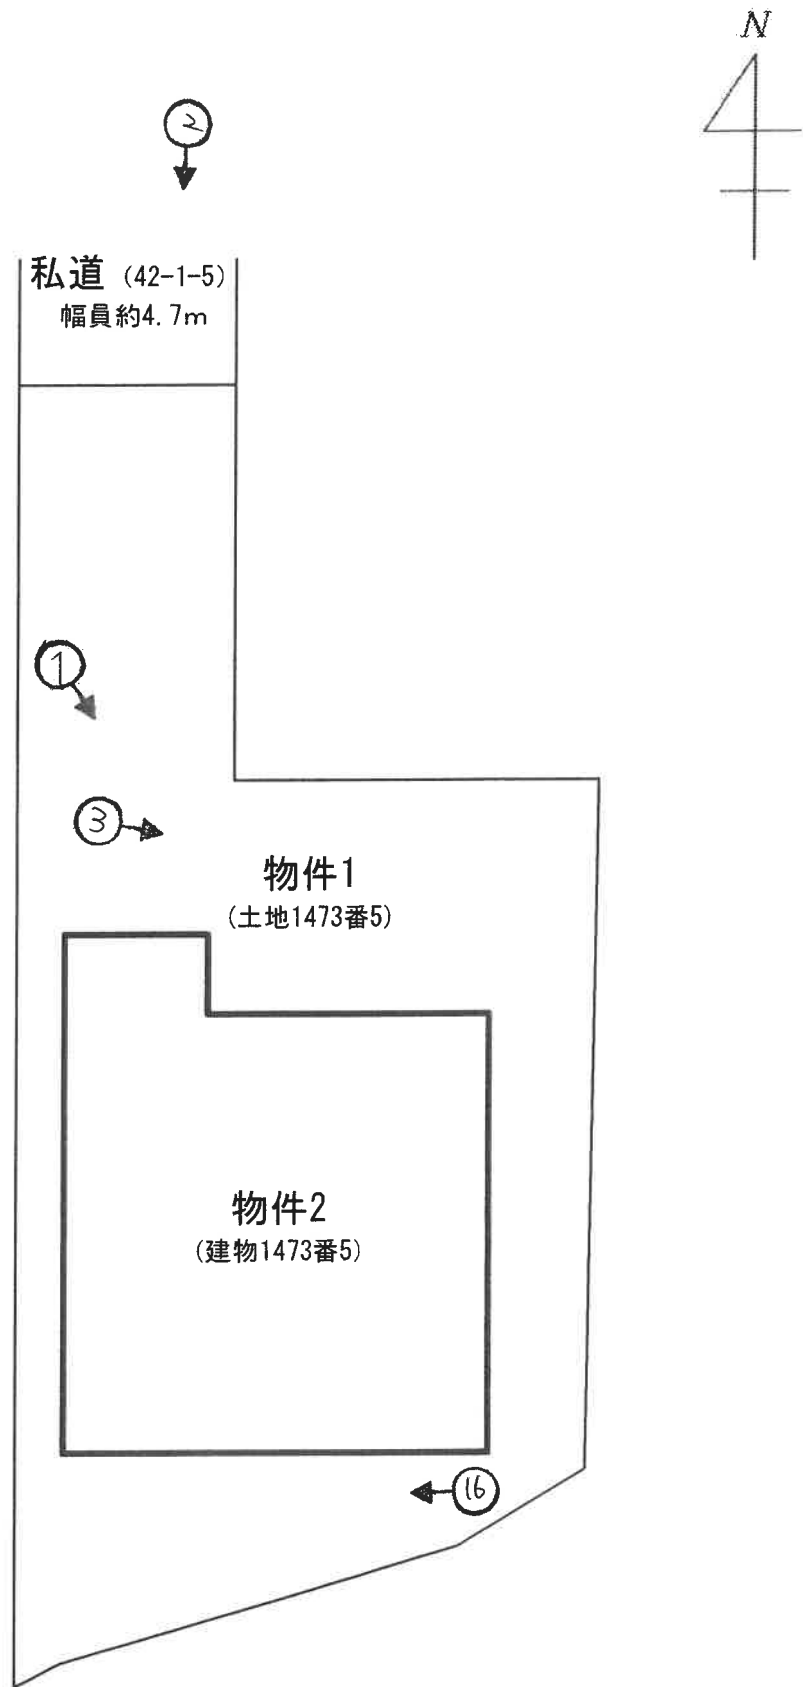 N
②
私道 (42-1-5)
幅員約4.7m
①
③
物件1
(土地1473番5)
物件2
(建物1473番5)
⑯